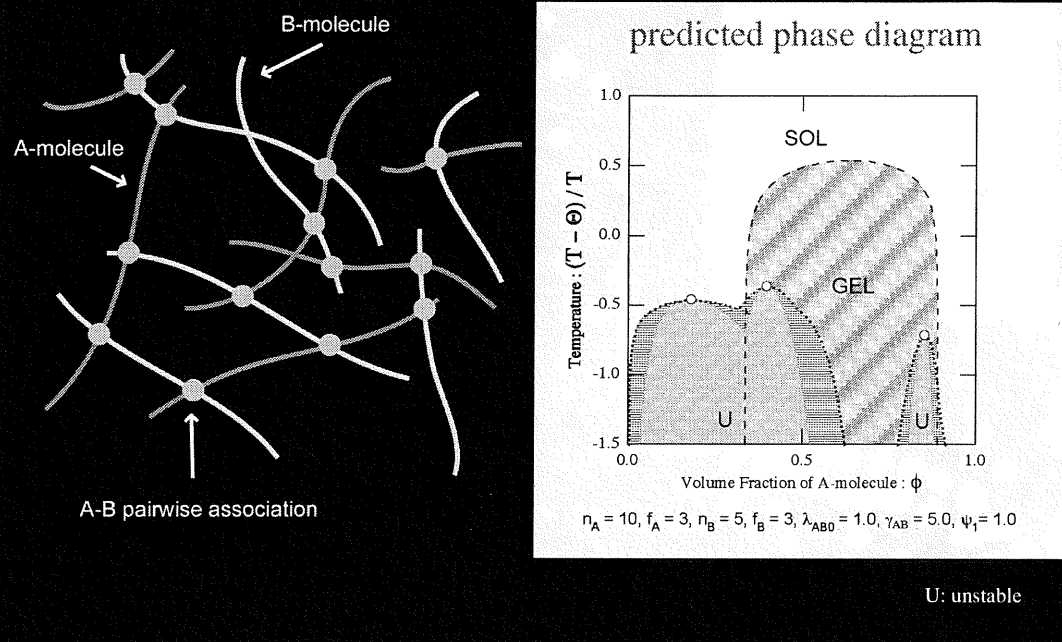 B-molecule
A-molecule
A-B pairwise association
predicted phase diagram
Temperature : (T − Θ) / T
1.0
0.5
0.0
-0.5
-1.0
-1.5
SOL
GEL
U
U
0.0
0.5
1.0
Volume Fraction of A-molecule : ϕ
n_A = 10, f_A = 3, n_B = 5, f_B = 3, λ_AB0 = 1.0, γ_AB = 5.0, ψ_1 = 1.0
U: unstable